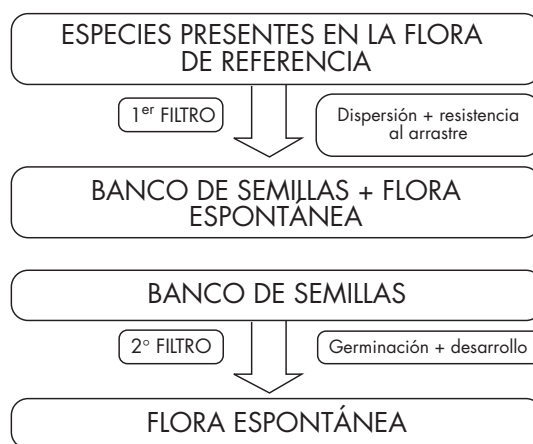 ESPECIES PRESENTES EN LA FLORA
DE REFERENCIA
1er FILTRO
Dispersión + resistencia
al arrastre
BANCO DE SEMILLAS + FLORA
ESPONTÁNEA
BANCO DE SEMILLAS
2° FILTRO
Germinación + desarrollo
FLORA ESPONTÁNEA